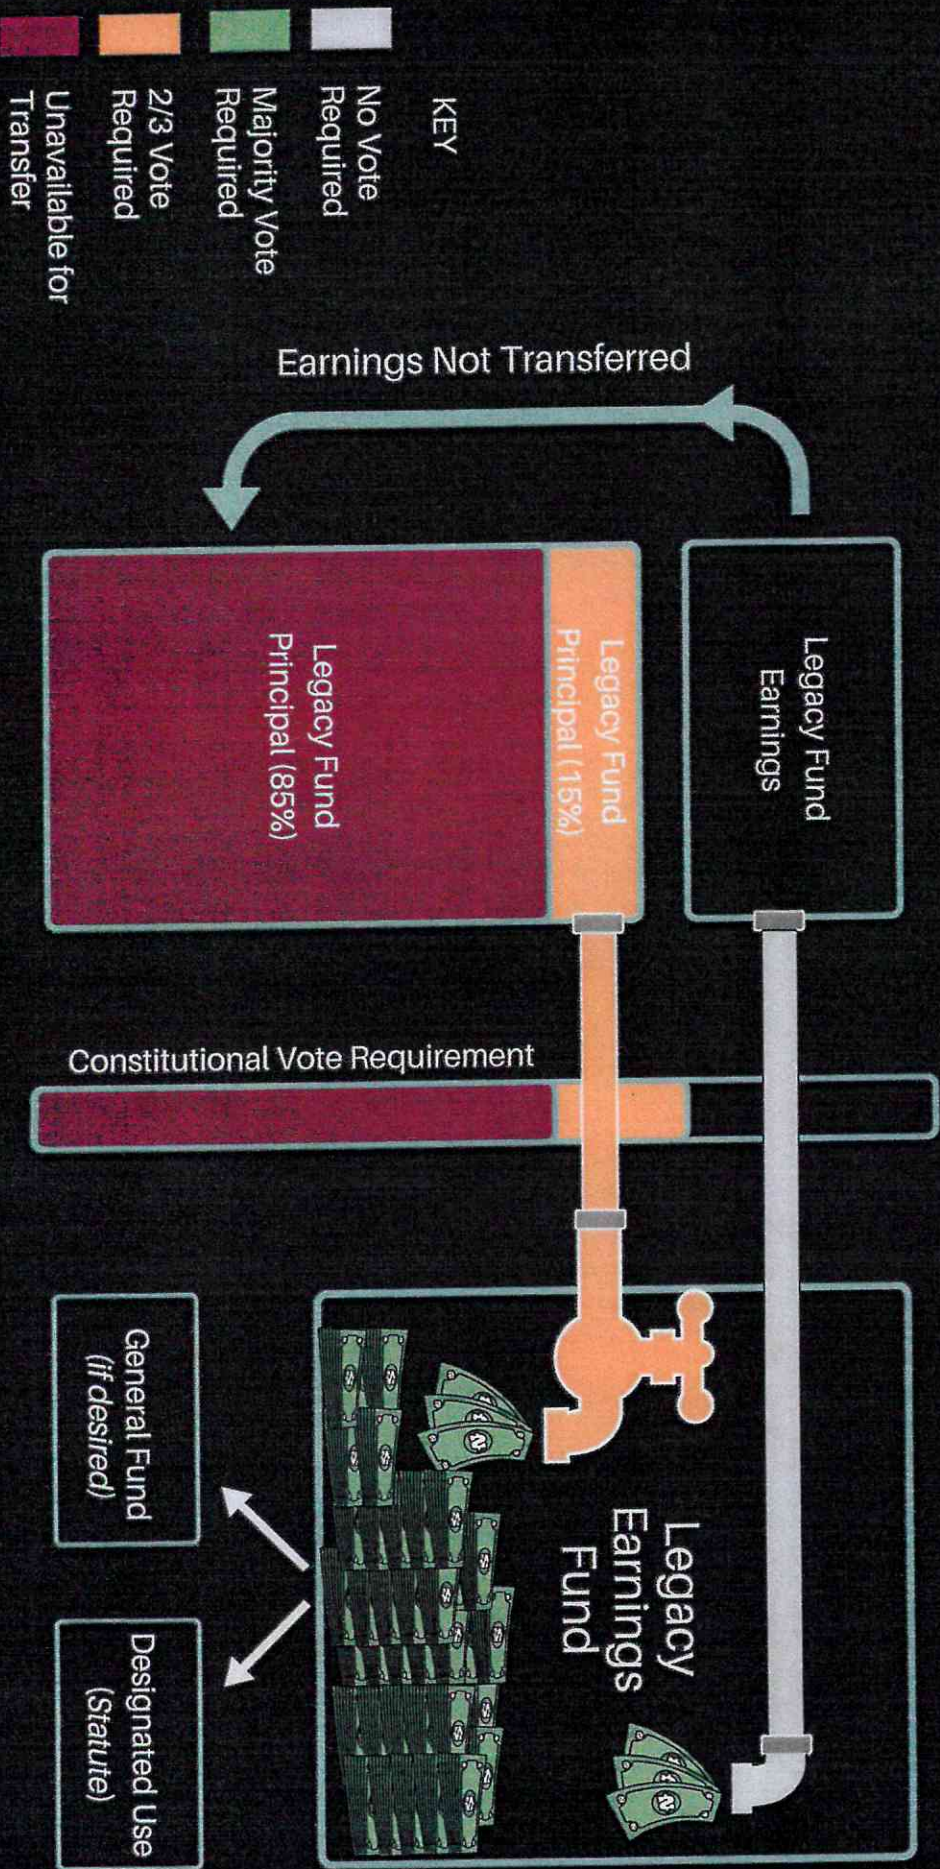 KEY
No Vote
Required
Majority Vote
Required
2/3 Vote
Required
Unavailable for
Transfer
Earnings Not Transferred
Legacy Fund
Earnings
Legacy Fund
Principal (15%)
Legacy Fund
Principal (85%)
Constitutional Vote Requirement
Legacy
Earnings
Fund
General Fund
(if desired)
Designated Use
(Statute)